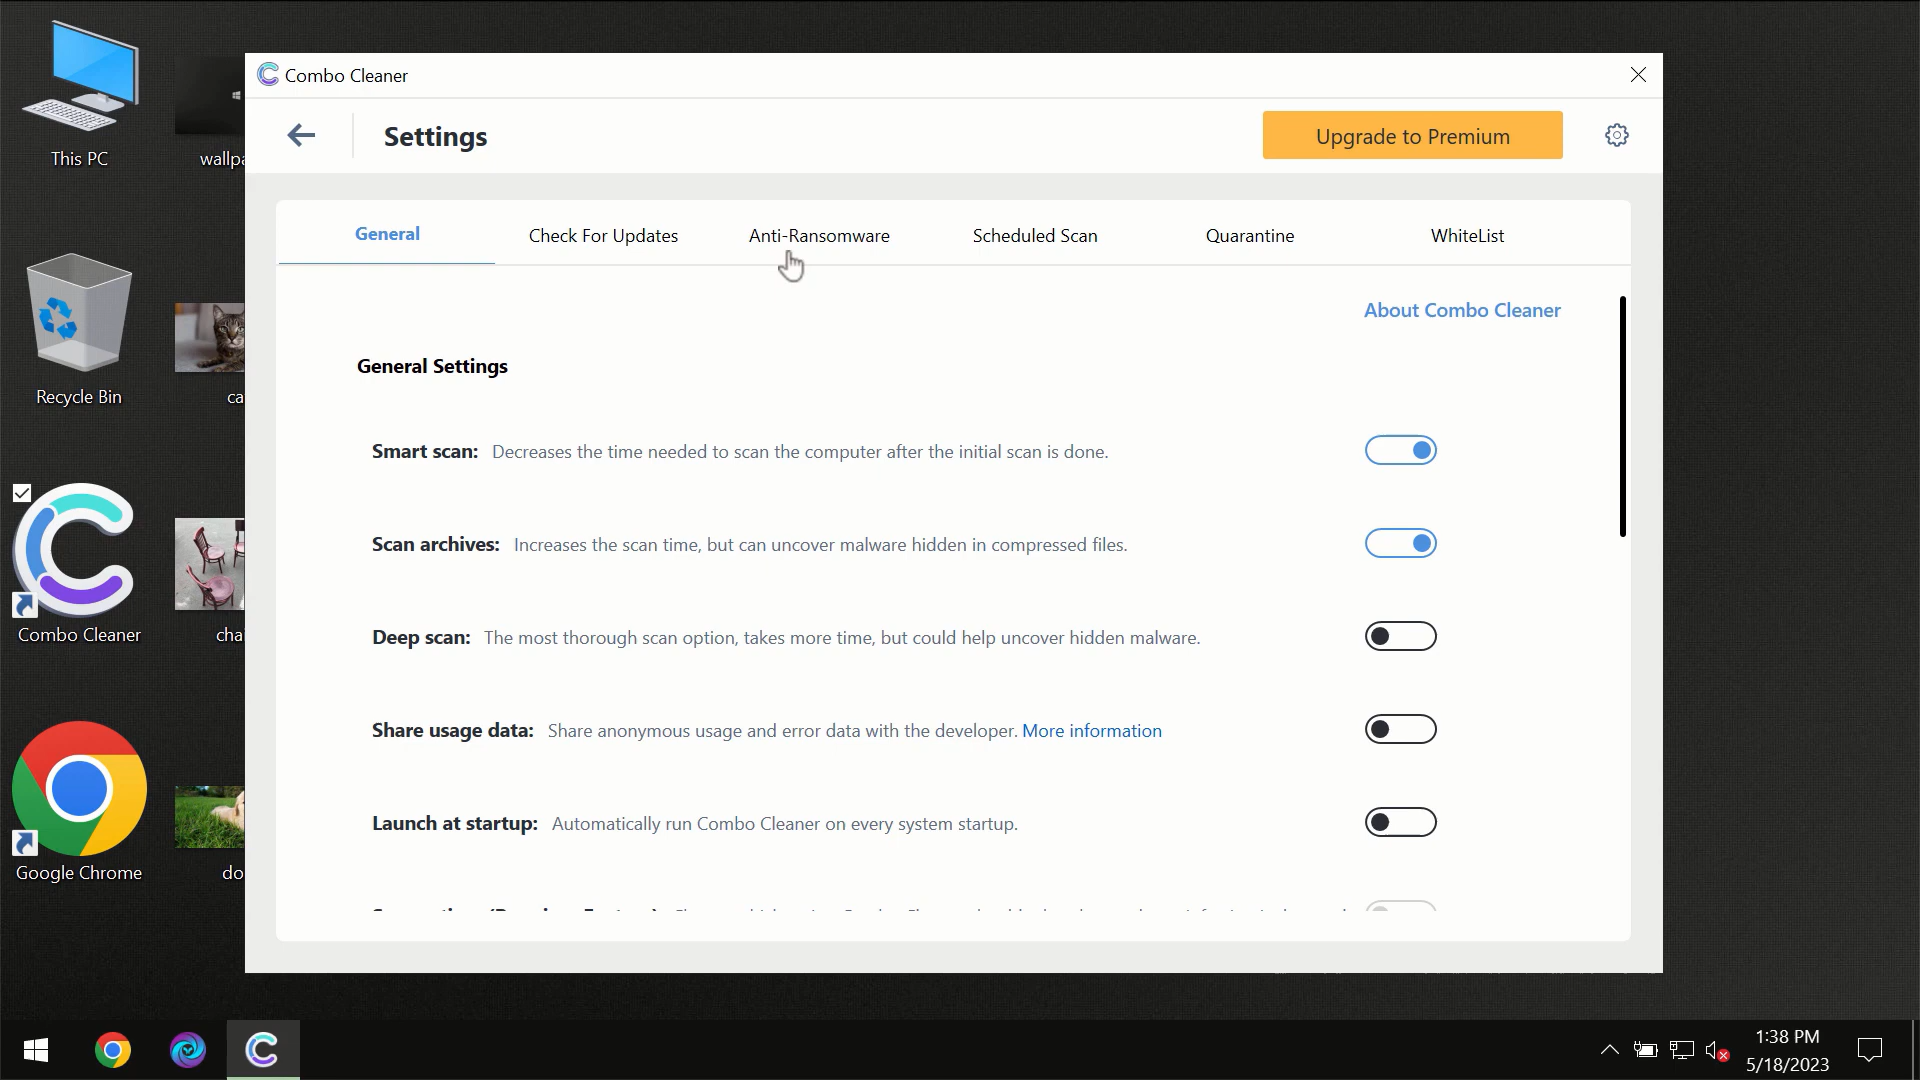 This PC
wallpa
Recycle Bin
ca
Combo Cleaner
cha
Google Chrome
do
Combo Cleaner
Settings
Upgrade to Premium
General
Check For Updates
Anti-Ransomware
Scheduled Scan
Quarantine
WhiteList
About Combo Cleaner
General Settings
Smart scan: Decreases the time needed to scan the computer after the initial scan is done.
Scan archives: Increases the scan time, but can uncover malware hidden in compressed files.
Deep scan: The most thorough scan option, takes more time, but could help uncover hidden malware.
Share usage data: Share anonymous usage and error data with the developer. More information
Launch at startup: Automatically run Combo Cleaner on every system startup.
1:38 PM
5/18/2023